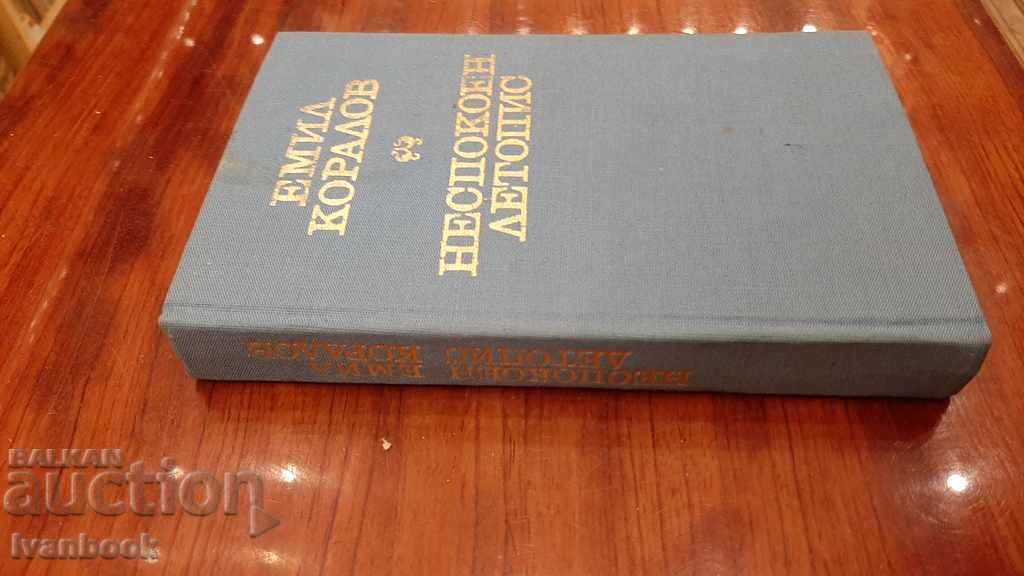 ЕМИЛ
КОРАЛОВ
НЕСПОКОЕН
ЛЕТОПИС
ЕМИЛ
КОРАЛОВ
НЕСПОКОЕН
ЛЕТОПИС
BALKAN
auction
Ivanbook